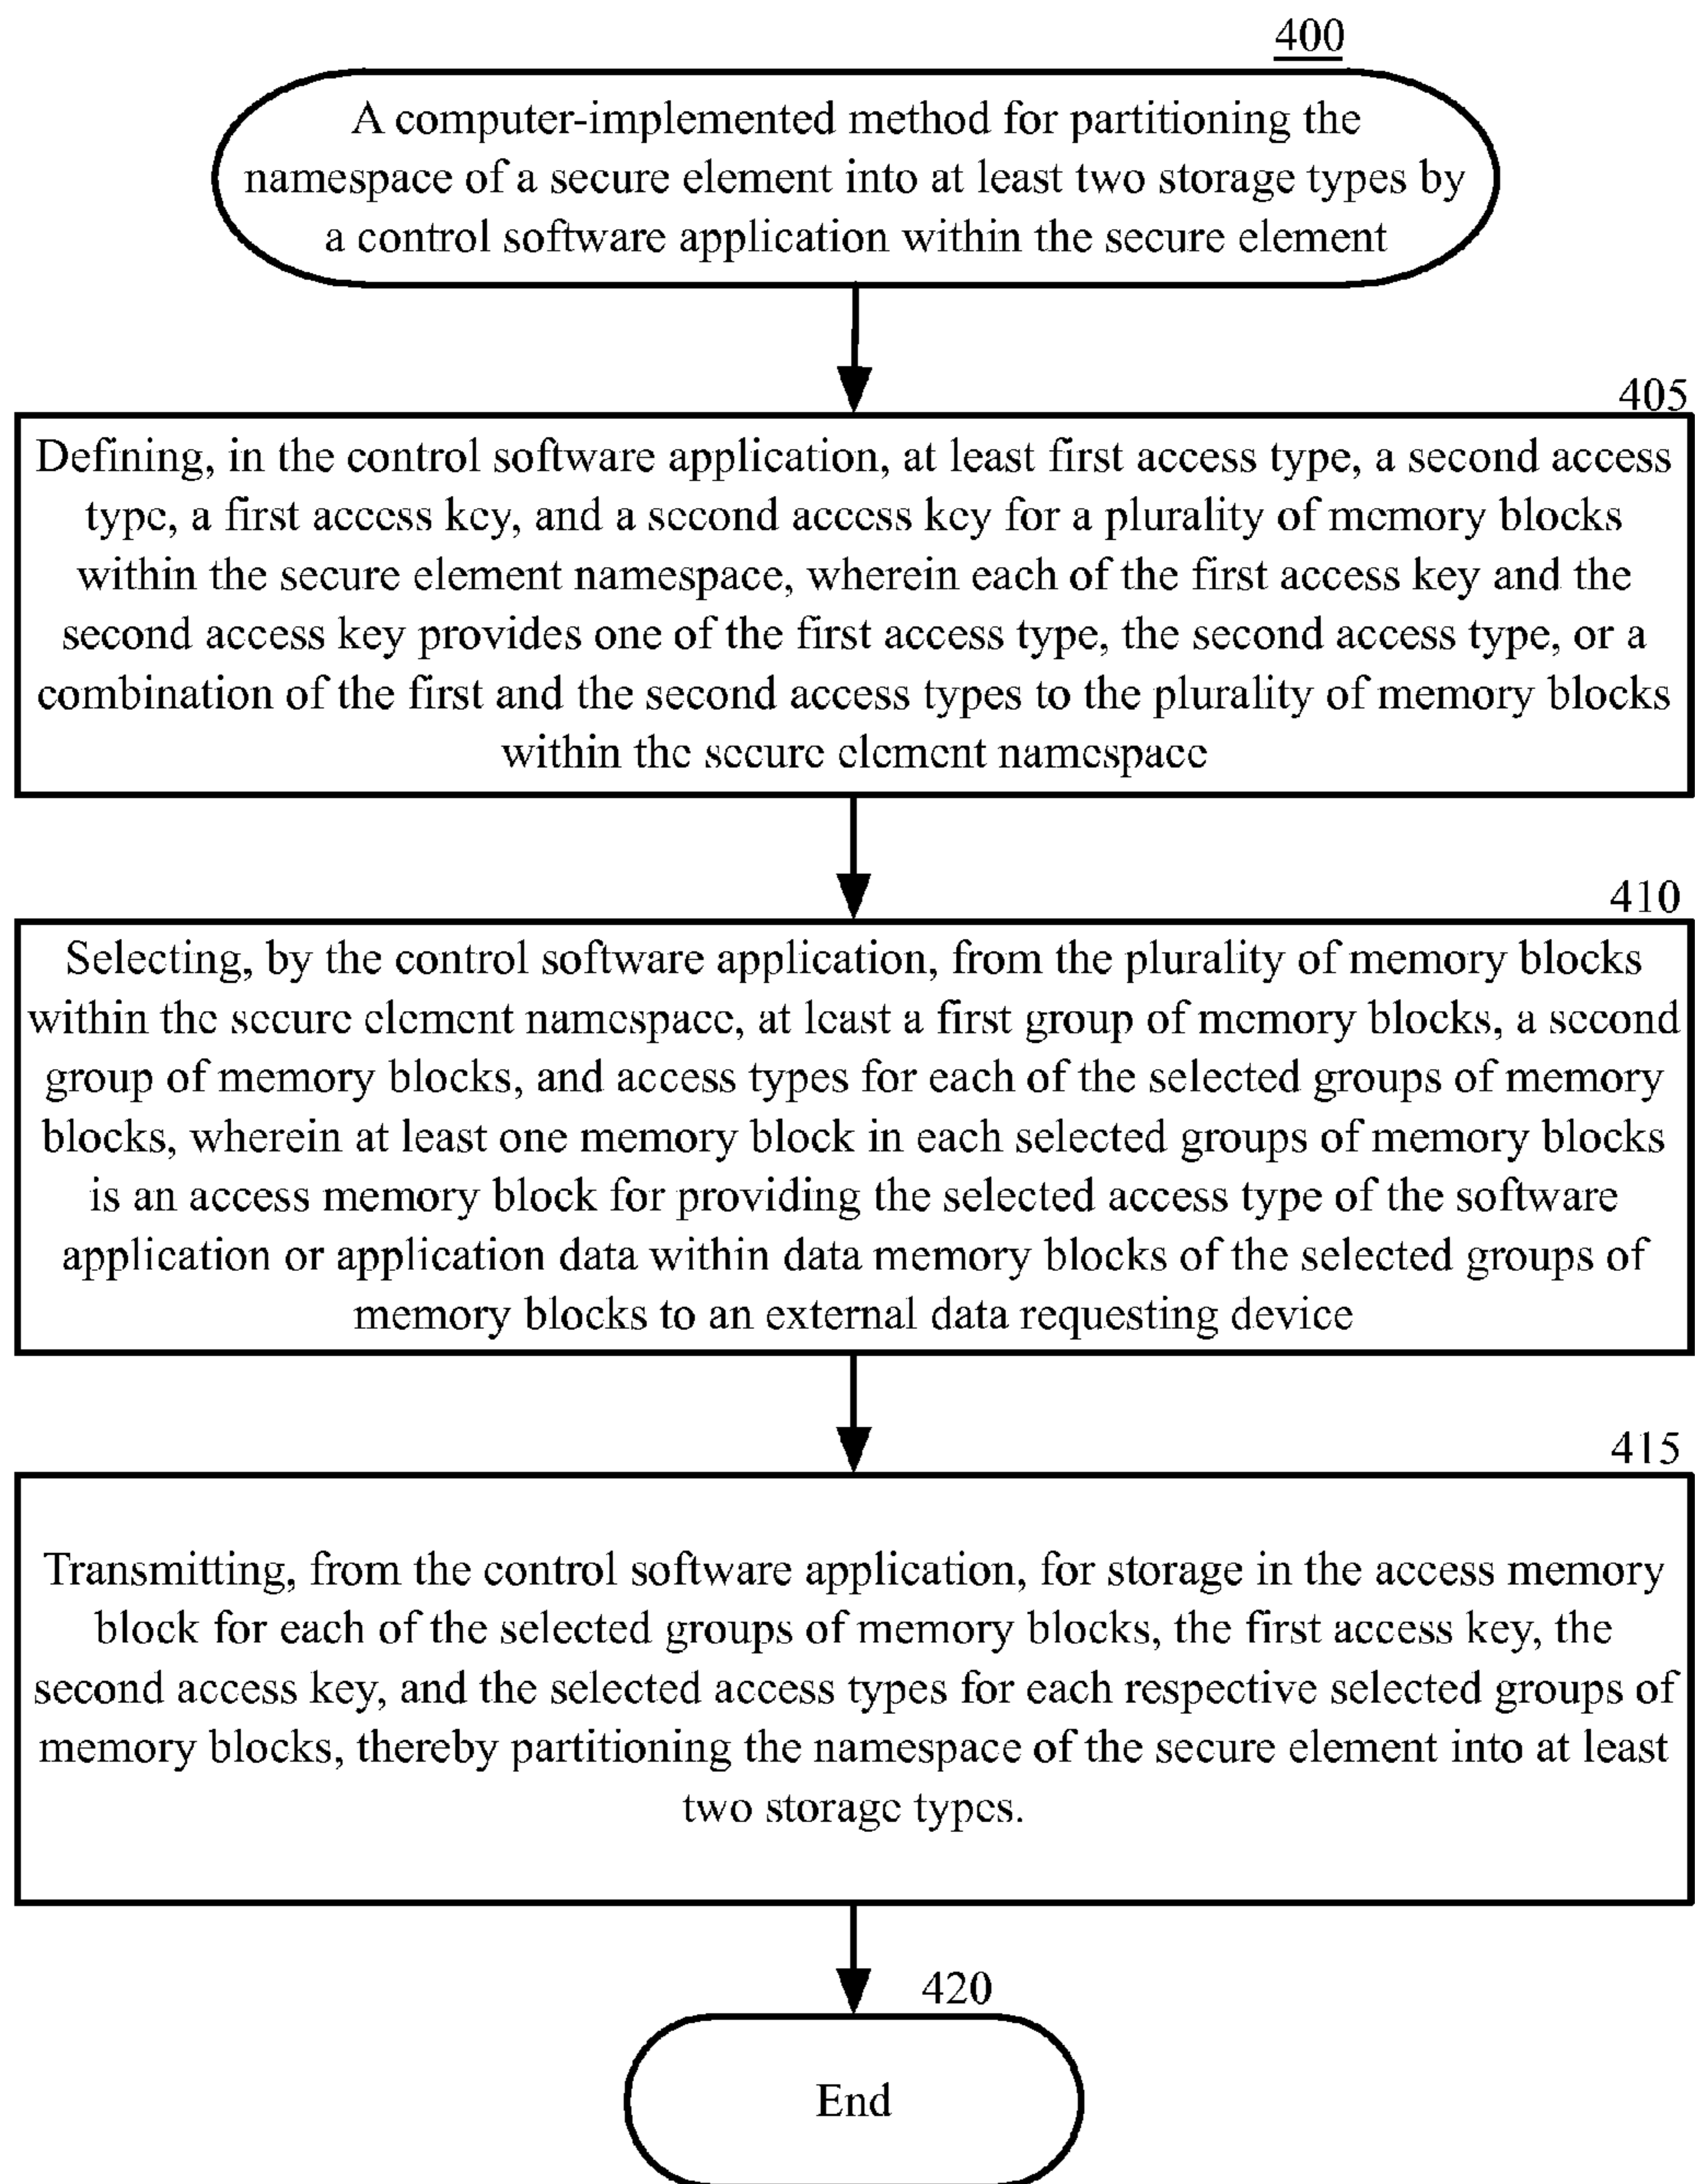 400
A computer-implemented method for partitioning the
namespace of a secure element into at least two storage types by
a control software application within the secure element
405
Defining, in the control software application, at least first access type, a second access
type, a first access key, and a second access key for a plurality of memory blocks
within the secure element namespace, wherein each of the first access key and the
second access key provides one of the first access type, the second access type, or a
combination of the first and the second access types to the plurality of memory blocks
within the secure element namespace
410
Selecting, by the control software application, from the plurality of memory blocks
within the secure element namespace, at least a first group of memory blocks, a second
group of memory blocks, and access types for each of the selected groups of memory
blocks, wherein at least one memory block in each selected groups of memory blocks
is an access memory block for providing the selected access type of the software
application or application data within data memory blocks of the selected groups of
memory blocks to an external data requesting device
415
Transmitting, from the control software application, for storage in the access memory
block for each of the selected groups of memory blocks, the first access key, the
second access key, and the selected access types for each respective selected groups of
memory blocks, thereby partitioning the namespace of the secure element into at least
two storage types.
420
End